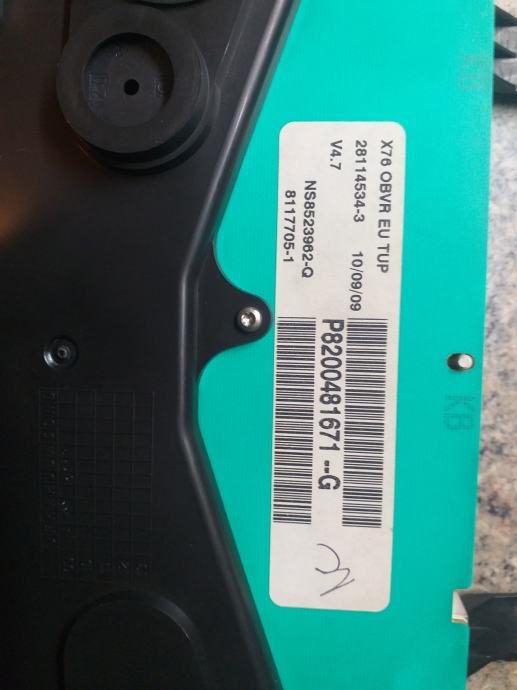 X76 OBVR EU TUP
28114534-3 10/09/09
V4.7
NS8523962-Q
8117705-1
P8200481671 --G
KB
KB